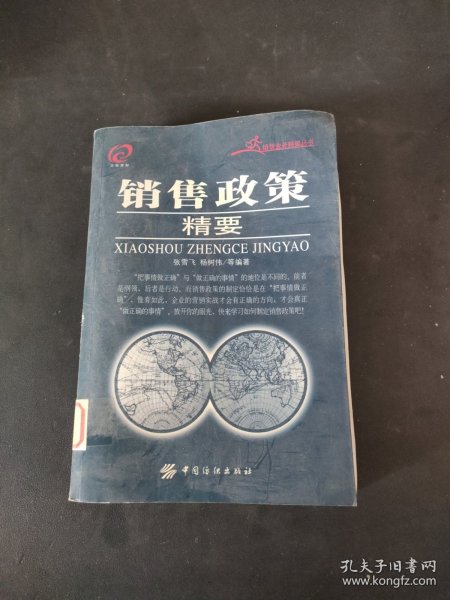 销售政策
精要
XIAOSHOU ZHENGCE JINGYAO
张雪飞 杨树伟/等编著
“把事情做正确”与“做正确的事情”的地位是不同的，前者
是纲领，后者是行动，而销售政策的制定恰恰是在“把事情做正
确”，惟有如此，企业的营销实战才会有正确的方向，才会真正
“做正确的事情”，放开你的眼光，快来学习如何制定销售政策吧！
中国纺织出版社
孔夫子旧书网
www.kongfz.com